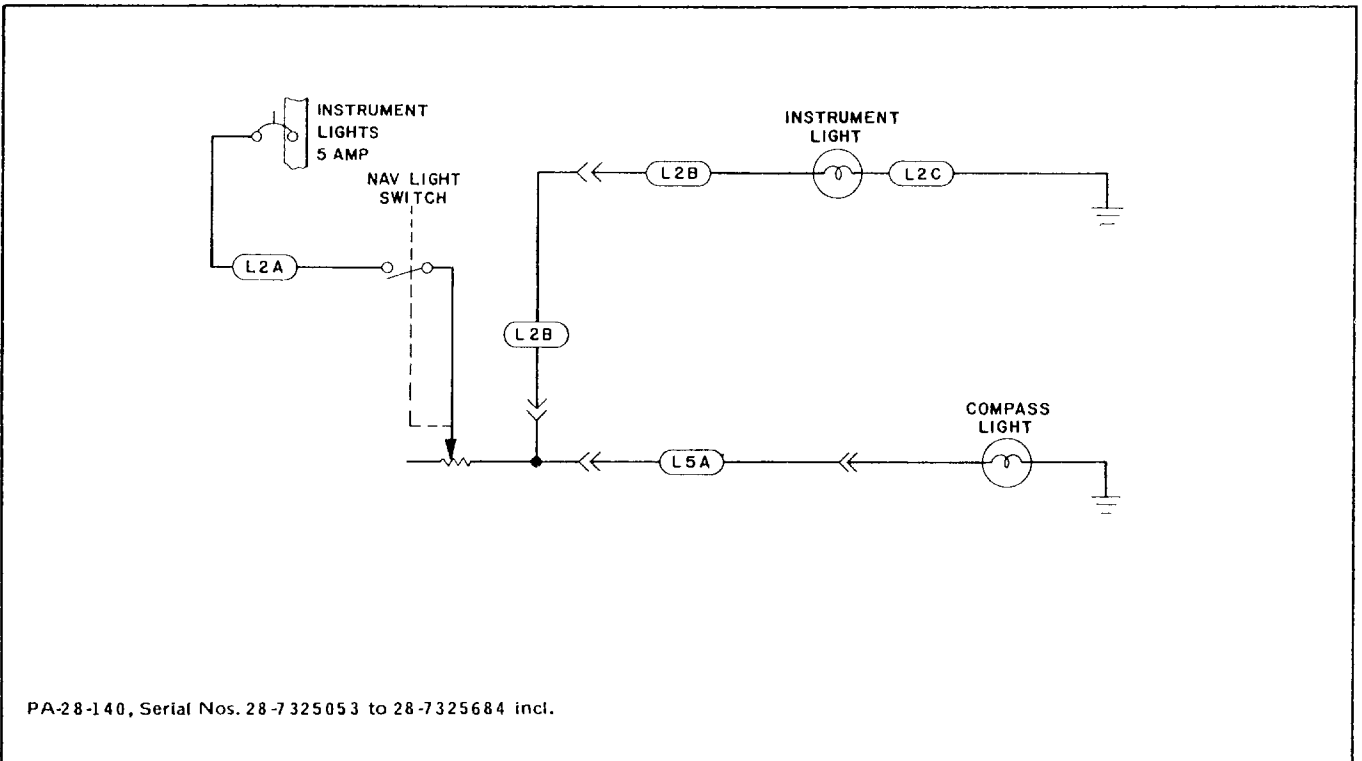 INSTRUMENT
LIGHTS
5 AMP
NAV LIGHT
SWITCH
L2A
INSTRUMENT
LIGHT
L2B
L2C
L2B
COMPASS
LIGHT
L5A
PA-28-140, Serial Nos. 28-7325053 to 28-7325684 incl.